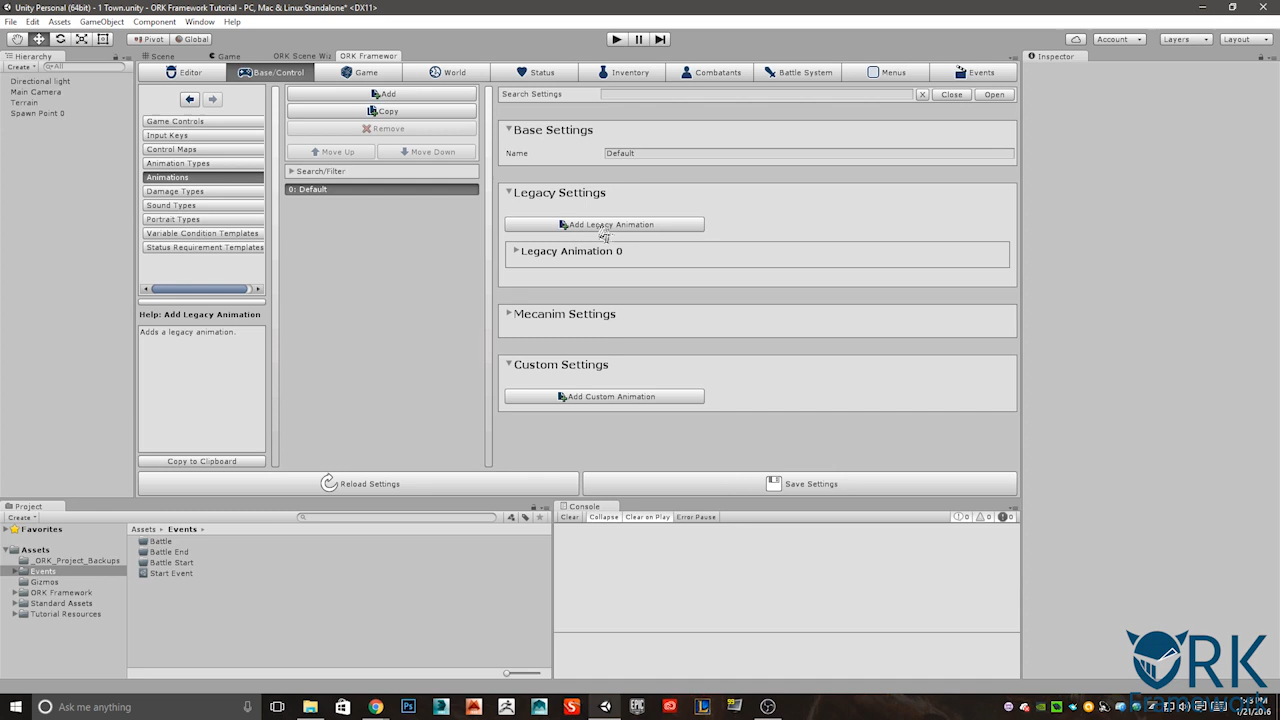 Unity Personal (64bit) - 1 Town.unity - ORK Framework Tutorial - PC, Mac & Linux Standalone* <DX11>
File Edit Assets GameObject Component Window Help
Pivot Global Account Layers Layout
Hierarchy Scene Game ORK Scene Wiz ORK Framewor Inspector
Create All
Editor Base/Control Game World Status Inventory Combatants Battle System Menus Events
Directional light
Main Camera
Terrain
Spawn Point 0
Game Controls
Input Keys
Control Maps
Animation Types
Animations
Damage Types
Sound Types
Portrait Types
Variable Condition Templates
Status Requirement Templates
Help: Add Legacy Animation
Adds a legacy animation.
Copy to Clipboard
Add
Copy
Remove
Move Up Move Down
Search/Filter
0: Default
Search Settings X Close Open
Base Settings
Name Default
Legacy Settings
Add Legacy Animation
Legacy Animation 0
Mecanim Settings
Custom Settings
Add Custom Animation
Reload Settings Save Settings
Project
Create
Favorites
Assets
_ORK_Project_Backups
Events
Gizmos
ORK Framework
Standard Assets
Tutorial Resources
Assets Events
Battle
Battle End
Battle Start
Start Event
Console
Clear Collapse Clear on Play Error Pause 0 0 0
ORK
Framework
Ask me anything
1/21/2016